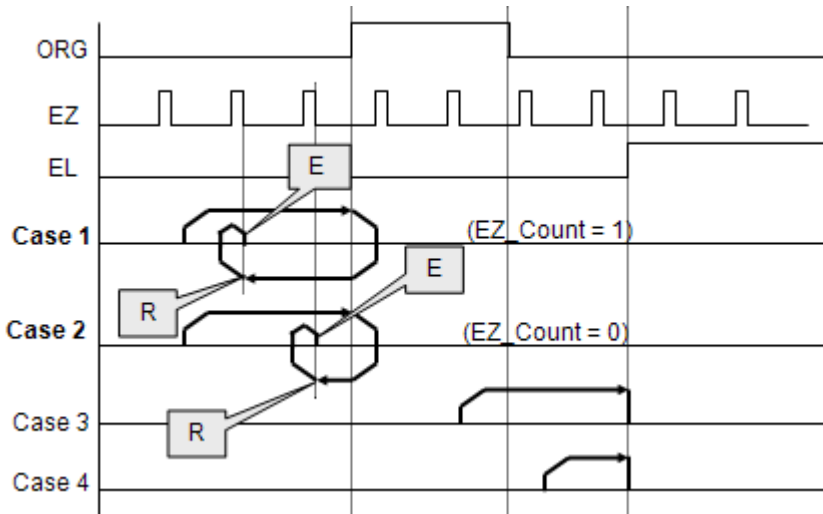 ORG
EZ
EL
E
Case 1
(EZ_Count = 1)
E
R
Case 2
(EZ_Count = 0)
R
Case 3
Case 4